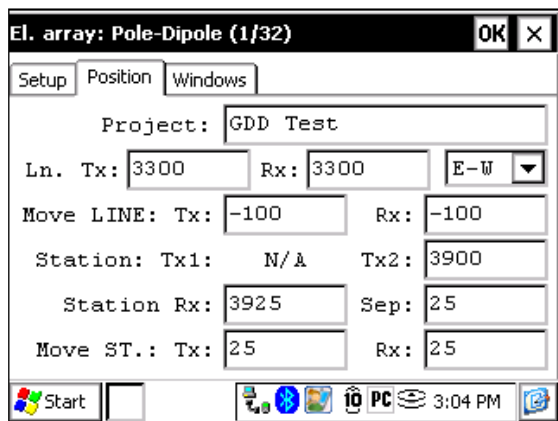 El. array: Pole-Dipole (1/32) OK ×
Setup Position Windows
Project: GDD Test
Ln. Tx: 3300 Rx: 3300 E-W
Move LINE: Tx: -100 Rx: -100
Station: Tx1: N/A Tx2: 3900
Station Rx: 3925 Sep: 25
Move ST.: Tx: 25 Rx: 25
Start PC 3:04 PM